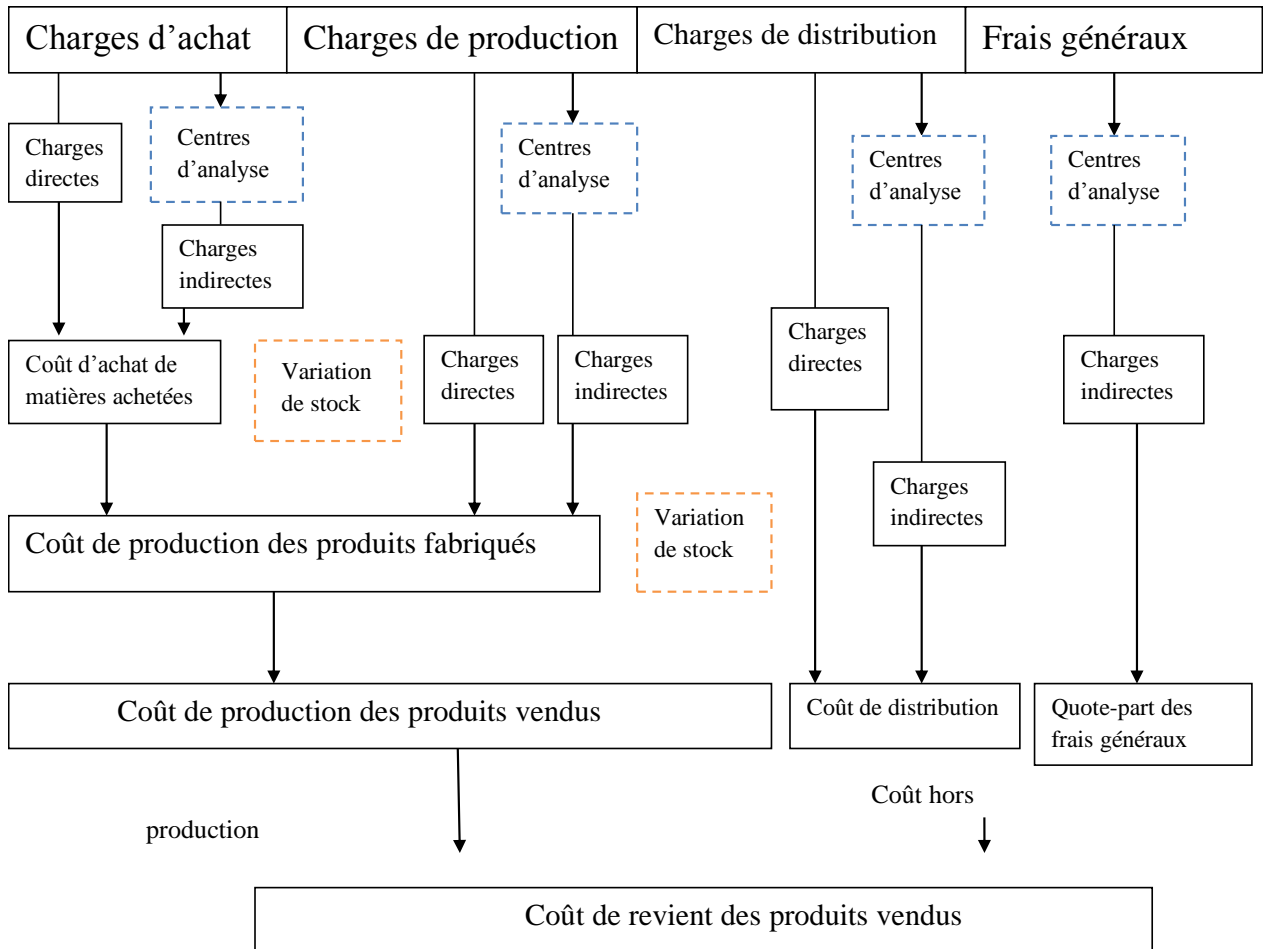 Charges d’achat
Charges de production
Charges de distribution
Frais généraux
Charges
directes
Centres
d’analyse
Centres
d’analyse
Centres
d’analyse
Centres
d’analyse
Charges
indirectes
Coût d’achat de
matières achetées
Variation
de stock
Charges
directes
Charges
indirectes
Charges
directes
Charges
indirectes
Charges
indirectes
Coût de production des produits fabriqués
Variation
de stock
Coût de production des produits vendus
Coût de distribution
Quote-part des
frais généraux
Coût hors
production
Coût de revient des produits vendus